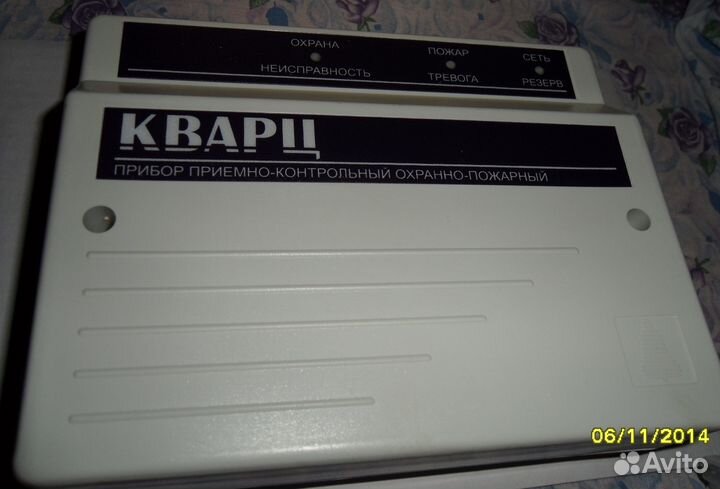 ОХРАНА ПОЖАР СЕТЬ
НЕИСПРАВНОСТЬ ТРЕВОГА РЕЗЕРВ
КВАРЦ
ПРИБОР ПРИЕМНО-КОНТРОЛЬНЫЙ ОХРАННО-ПОЖАРНЫЙ
06/11/2014
Avito